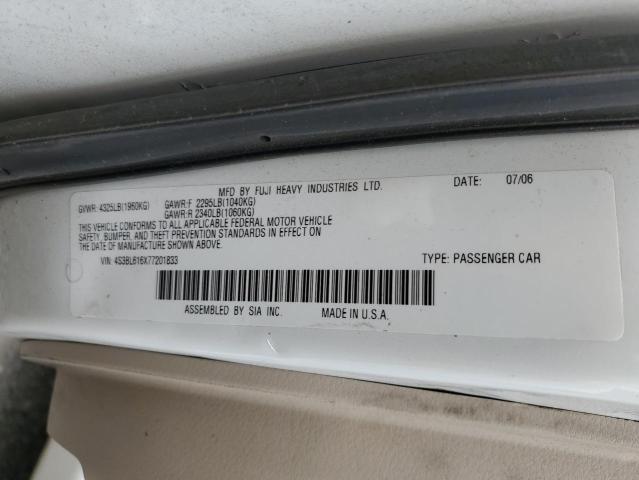 MFD BY FUJI HEAVY INDUSTRIES LTD. DATE: 07/06
GVWR: 4325LB(1960KG) GAWR:F 2295LB(1040KG)
GAWR:R 2340LB(1060KG)
THIS VEHICLE CONFORMS TO ALL APPLICABLE FEDERAL MOTOR VEHICLE
SAFETY, BUMPER, AND THEFT PREVENTION STANDARDS IN EFFECT ON
THE DATE OF MANUFACTURE SHOWN ABOVE.
VIN: 4S3BL616X77201833 TYPE: PASSENGER CAR
ASSEMBLED BY SIA INC. MADE IN U.S.A.